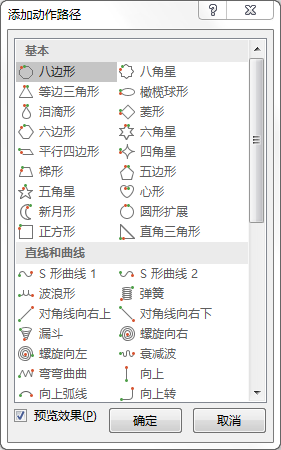 添加动作路径
基本
八边形 八角星
等边三角形 橄榄球形
泪滴形 菱形
六边形 六角星
平行四边形 四角星
梯形 五边形
五角星 心形
新月形 圆形扩展
正方形 直角三角形
直线和曲线
S 形曲线 1 S 形曲线 2
波浪形 弹簧
对角线向右上 对角线向右下
漏斗 螺旋向右
螺旋向左 衰减波
弯弯曲曲 向上
向上弧线 向上转
预览效果(P) 确定 取消